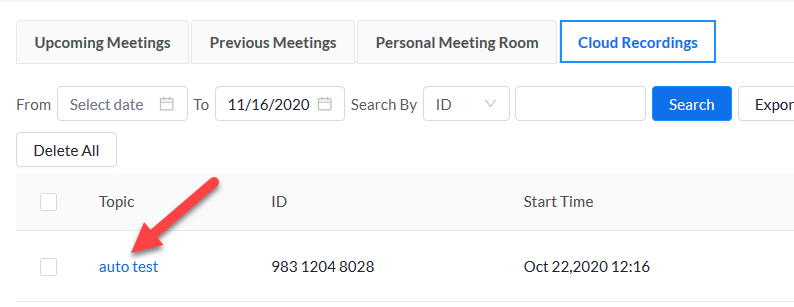 Upcoming Meetings Previous Meetings Personal Meeting Room Cloud Recordings
From Select date To 11/16/2020 Search By ID Search Expor
Delete All
Topic ID Start Time
auto test 983 1204 8028 Oct 22,2020 12:16